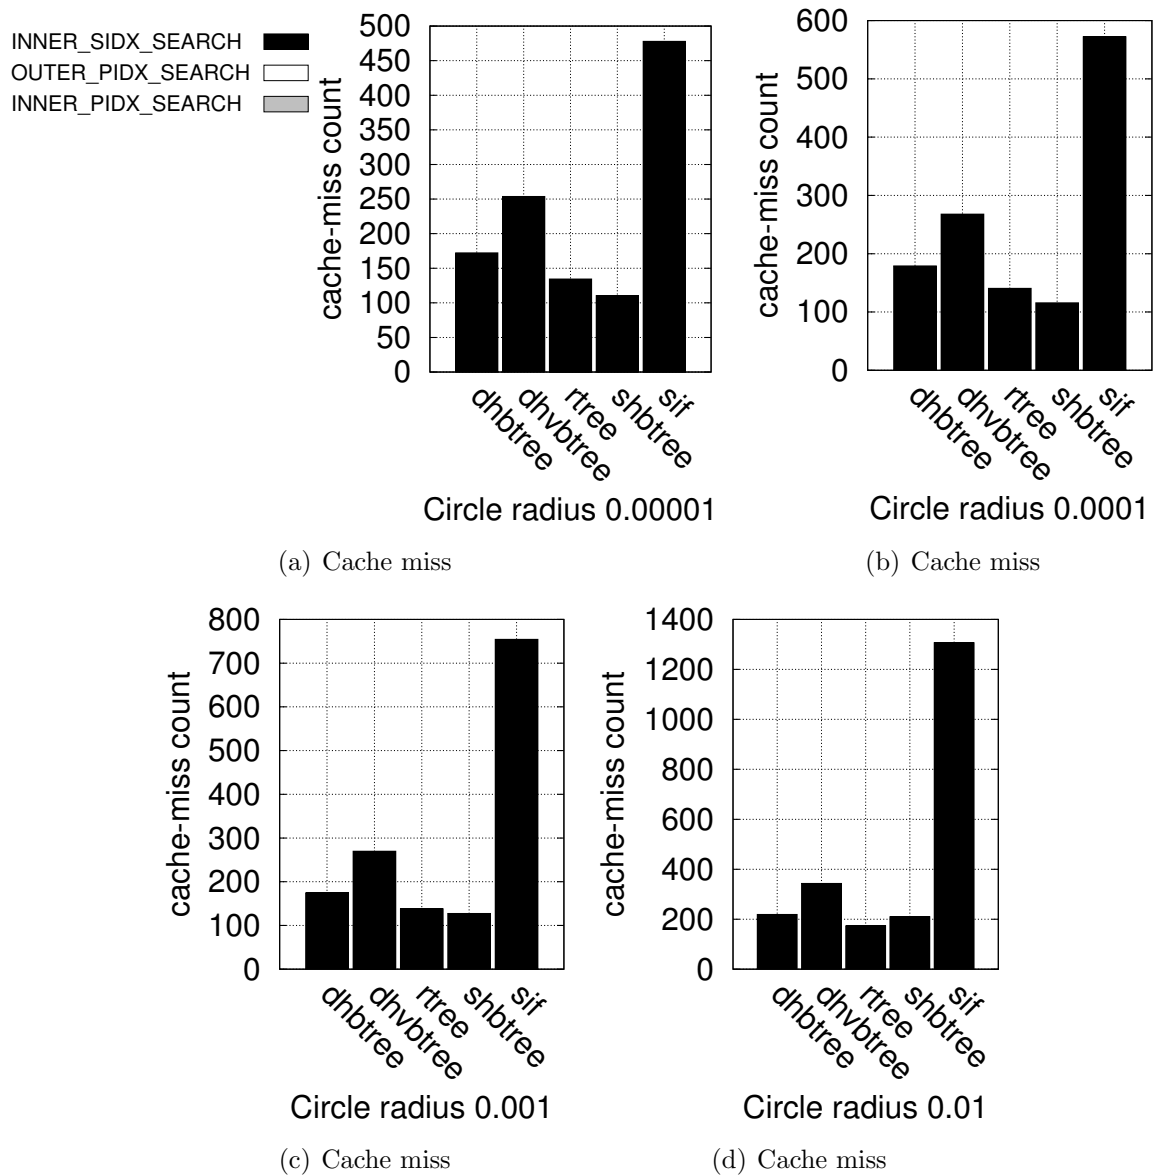 INNER_SIDX_SEARCH
OUTER_PIDX_SEARCH
INNER_PIDX_SEARCH
cache-miss count
500
450
400
350
300
250
200
150
100
50
0
dhbtree
dhvbtree
rtree
shbtree
sif
Circle radius 0.00001
(a) Cache miss
cache-miss count
600
500
400
300
200
100
0
dhbtree
dhvbtree
rtree
shbtree
sif
Circle radius 0.0001
(b) Cache miss
cache-miss count
800
700
600
500
400
300
200
100
0
dhbtree
dhvbtree
rtree
shbtree
sif
Circle radius 0.001
(c) Cache miss
cache-miss count
1400
1200
1000
800
600
400
200
0
dhbtree
dhvbtree
rtree
shbtree
sif
Circle radius 0.01
(d) Cache miss